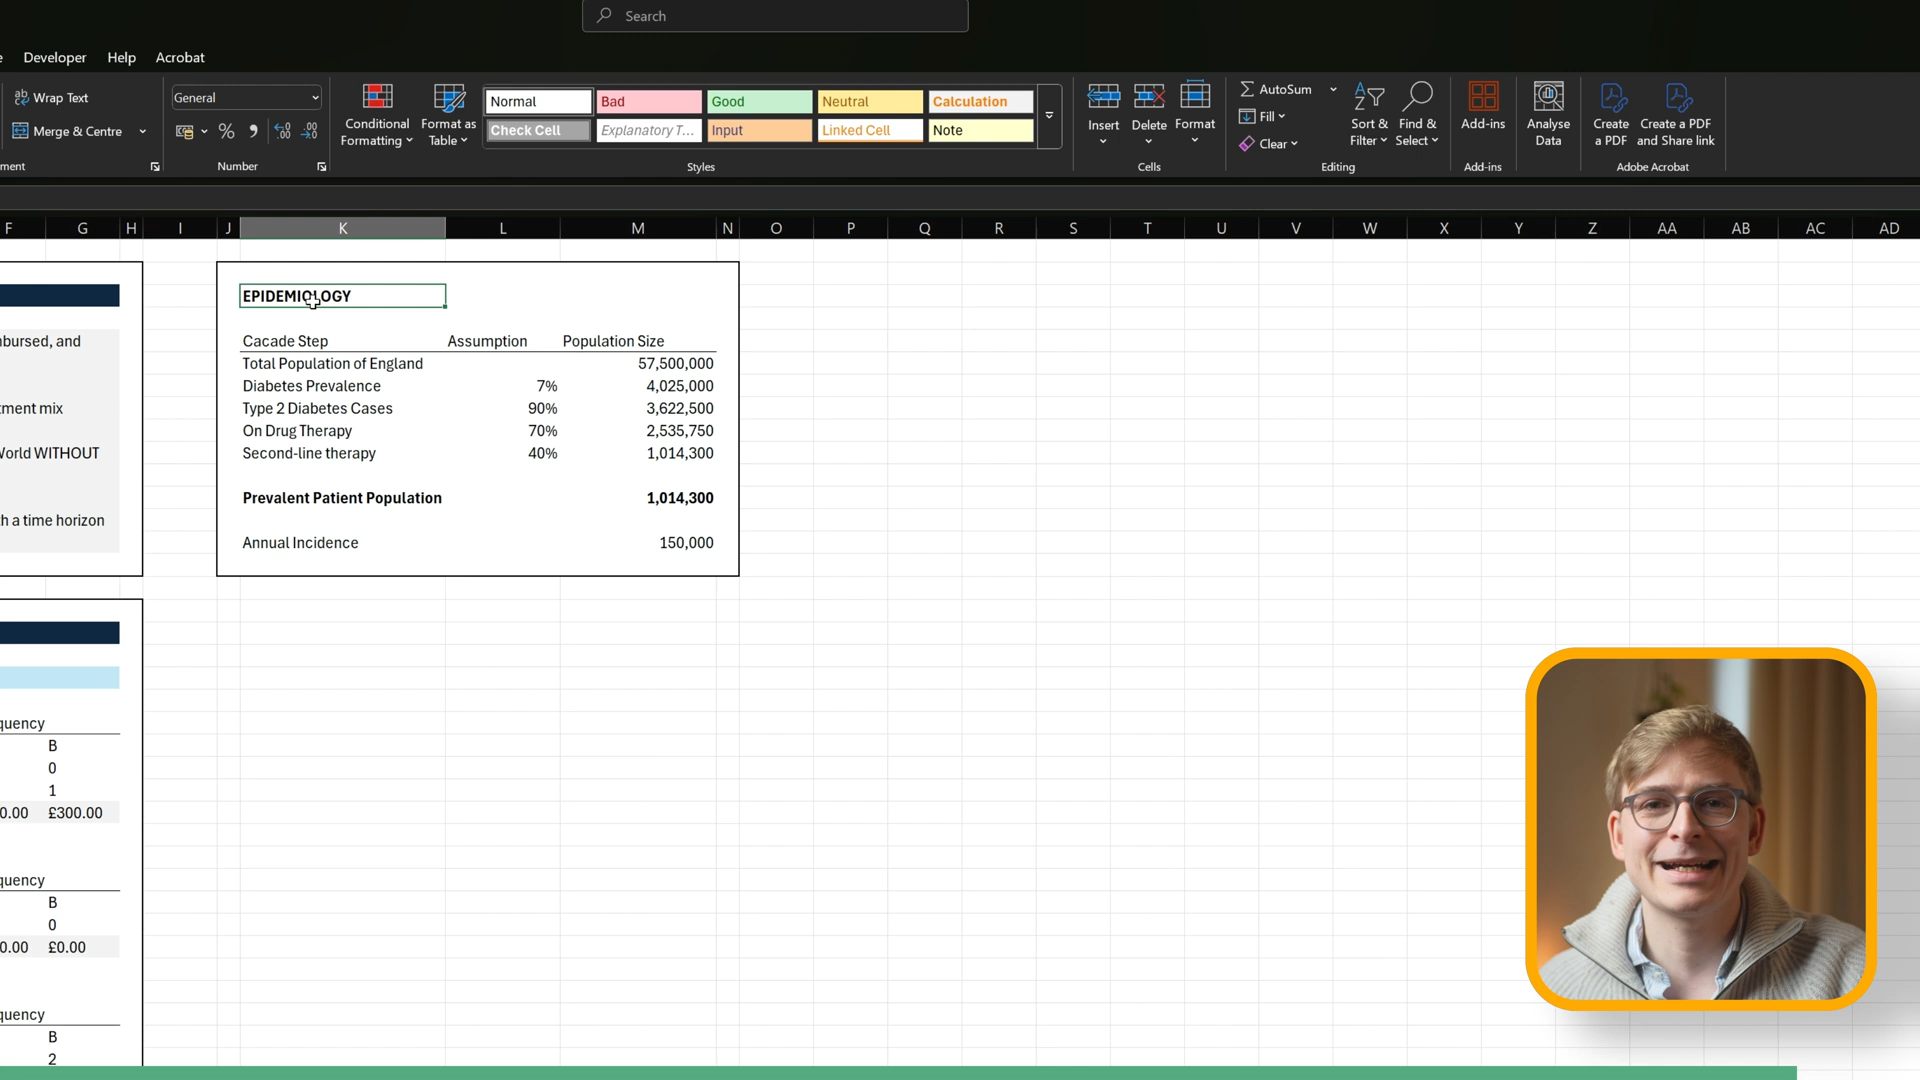 Search
Developer Help Acrobat
Wrap Text
Merge & Centre
General
Conditional Formatting
Format as Table
Normal Bad Good Neutral Calculation
Check Cell Explanatory T... Input Linked Cell Note
Insert Delete Format
AutoSum
Fill
Clear
Sort & Filter
Find & Select
Add-ins
Analyse Data
Create a PDF
Create a PDF and Share link
ment Number Styles Cells Editing Add-ins Adobe Acrobat
F G H I J K L M N O P Q R S T U V W X Y Z AA AB AC AD
EPIDEMIOLOGY
Cacade Step Assumption Population Size
Total Population of England 57,500,000
Diabetes Prevalence 7% 4,025,000
Type 2 Diabetes Cases 90% 3,622,500
On Drug Therapy 70% 2,535,750
Second-line therapy 40% 1,014,300
Prevalent Patient Population 1,014,300
Annual Incidence 150,000
nbursed, and
tment mix
World WITHOUT
h a time horizon
quency
B
0
1
0.00 £300.00
quency
B
0
0.00 £0.00
quency
B
2